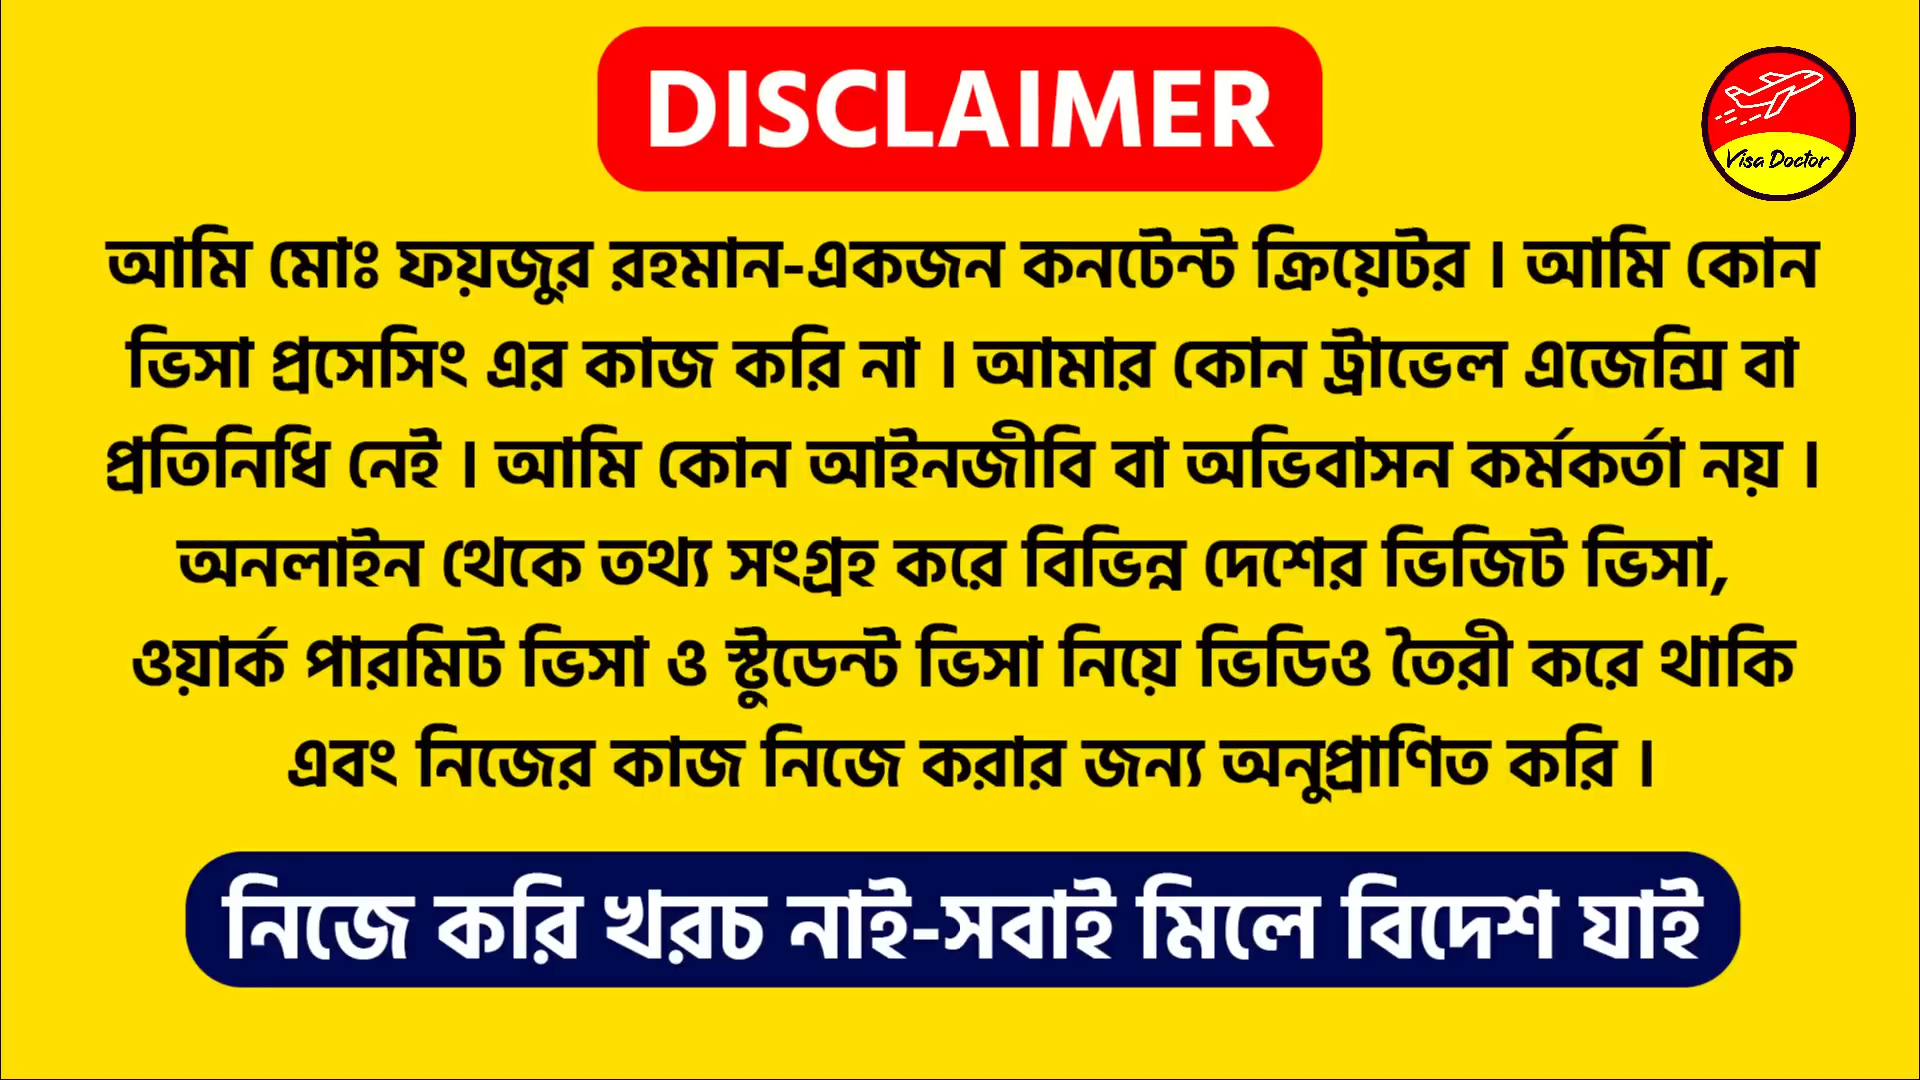 DISCLAIMER
Visa Doctor
আমি মোঃ ফয়জুর রহমান-একজন কনটেন্ট ক্রিয়েটর । আমি কোন
ভিসা প্রসেসিং এর কাজ করি না । আমার কোন ট্রাভেল এজেন্সি বা
প্রতিনিধি নেই । আমি কোন আইনজীবি বা অভিবাসন কর্মকর্তা নয় ।
অনলাইন থেকে তথ্য সংগ্রহ করে বিভিন্ন দেশের ভিজিট ভিসা,
ওয়ার্ক পারমিট ভিসা ও স্টুডেন্ট ভিসা নিয়ে ভিডিও তৈরী করে থাকি
এবং নিজের কাজ নিজে করার জন্য অনুপ্রাণিত করি ।
নিজে করি খরচ নাই-সবাই মিলে বিদেশ যাই